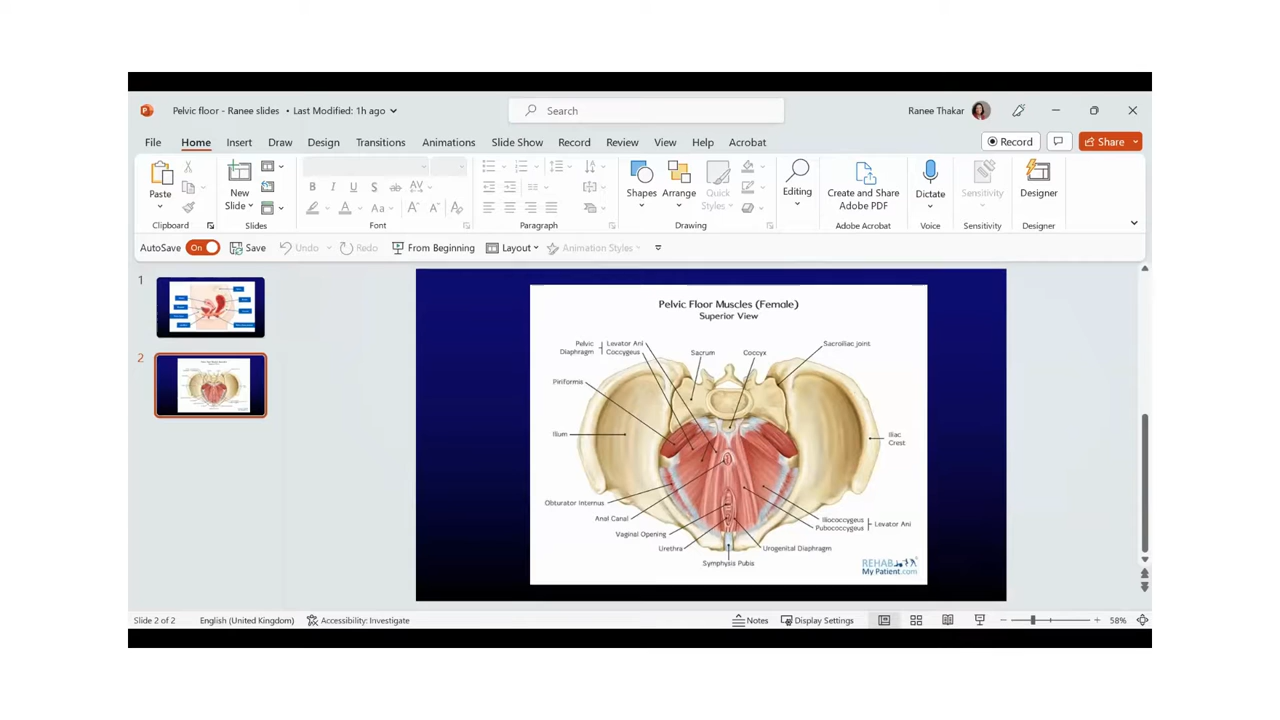 Pelvic floor - Ranee slides • Last Modified: 1h ago
Search
Ranee Thakar
File Home Insert Draw Design Transitions Animations Slide Show Record Review View Help Acrobat
Record
Share
Paste
New Slide
B I U S ab AV
Aa A A A
Shapes
Arrange
Quick Styles
Editing
Create and Share Adobe PDF
Dictate
Sensitivity
Designer
Clipboard Slides Font Paragraph Drawing Adobe Acrobat Voice Sensitivity Designer
AutoSave On Save Undo Redo From Beginning Layout Animation Styles
1
2
Pelvic Floor Muscles (Female)
Superior View
Pelvic Diaphragm
Levator Ani
Coccygeus
Sacrum
Coccyx
Sacroiliac joint
Piriformis
Ilium
Iliac Crest
Obturator Internus
Anal Canal
Vaginal Opening
Urethra
Symphysis Pubis
Urogenital Diaphragm
Iliococcygeus
Pubococcygeus
Levator Ani
REHAB
My Patient.com
Slide 2 of 2 English (United Kingdom) Accessibility: Investigate Notes Display Settings 58%